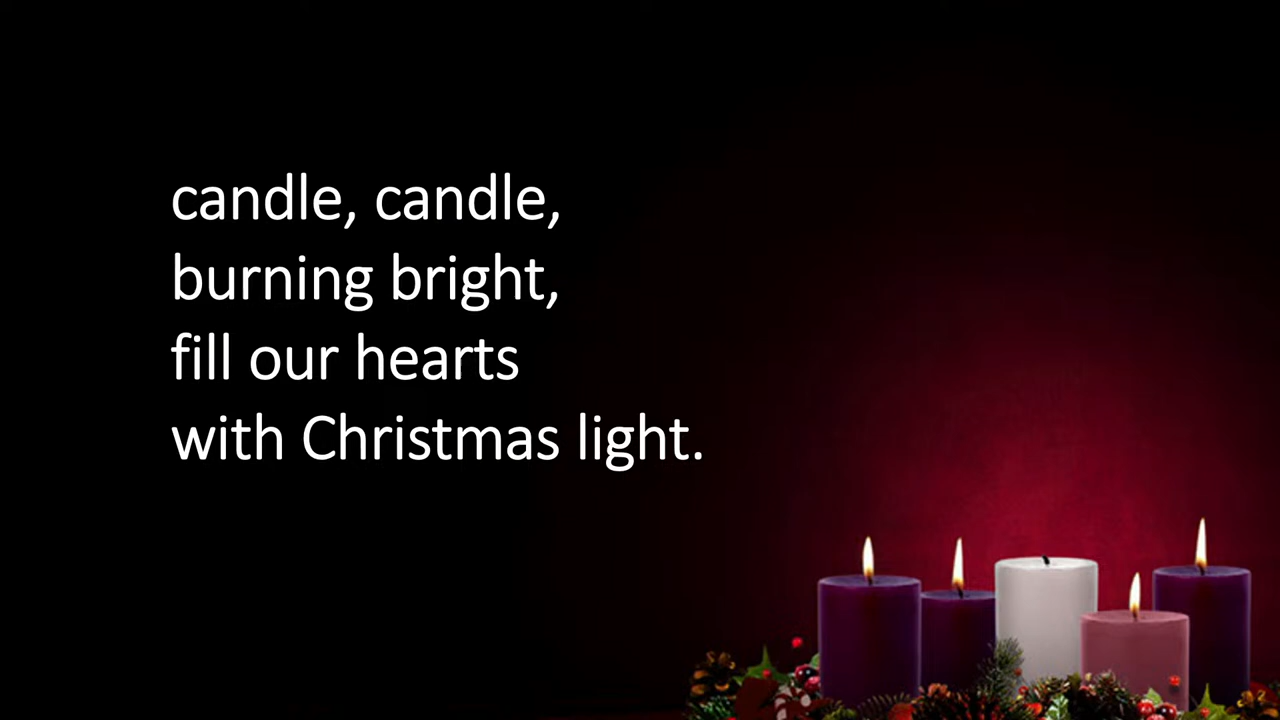 candle, candle,
burning bright,
fill our hearts
with Christmas light.